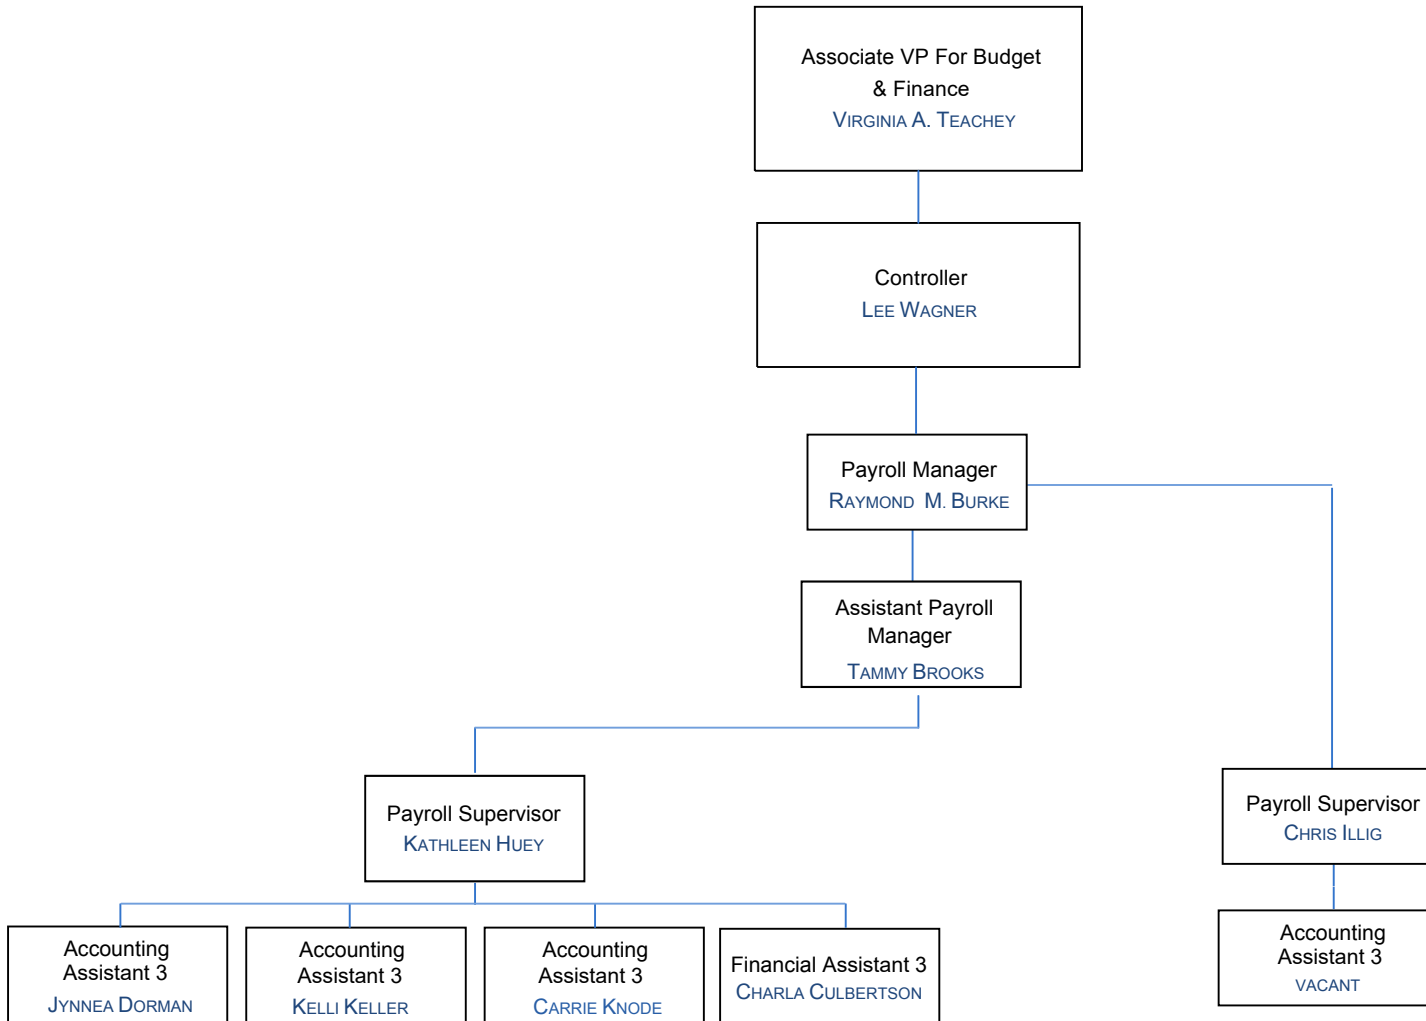 Associate VP For Budget
& Finance
VIRGINIA A. TEACHEY
Controller
LEE WAGNER
Payroll Manager
RAYMOND M. BURKE
Assistant Payroll
Manager
TAMMY BROOKS
Payroll Supervisor
KATHLEEN HUEY
Payroll Supervisor
CHRIS ILLIG
Accounting
Assistant 3
JYNNEA DORMAN
Accounting
Assistant 3
KELLI KELLER
Accounting
Assistant 3
CARRIE KNODE
Financial Assistant 3
CHARLA CULBERTSON
Accounting
Assistant 3
VACANT